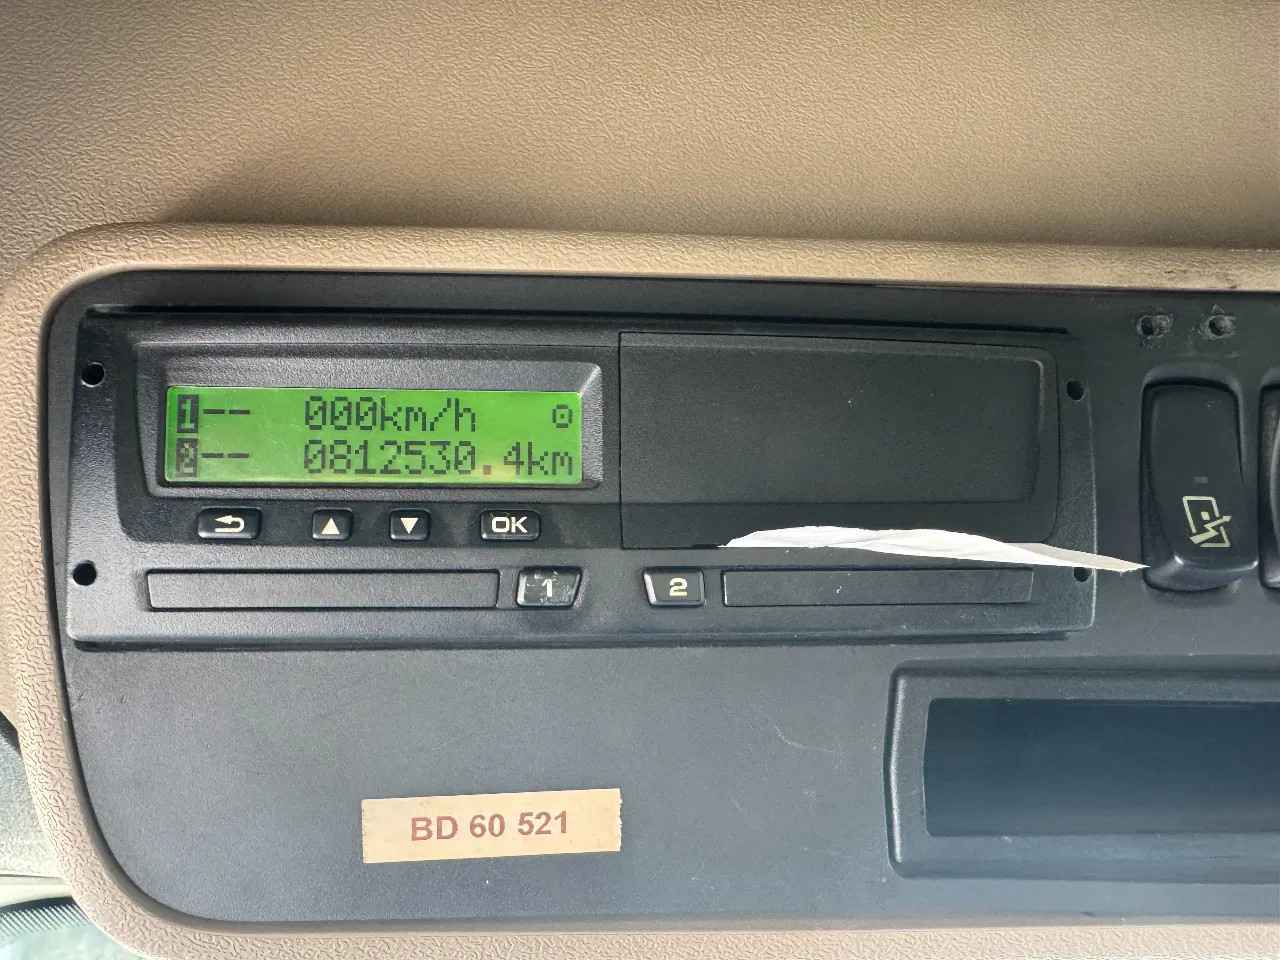 1-- 000km/h
2-- 0812530.4km
OK
1
2
BD 60 521